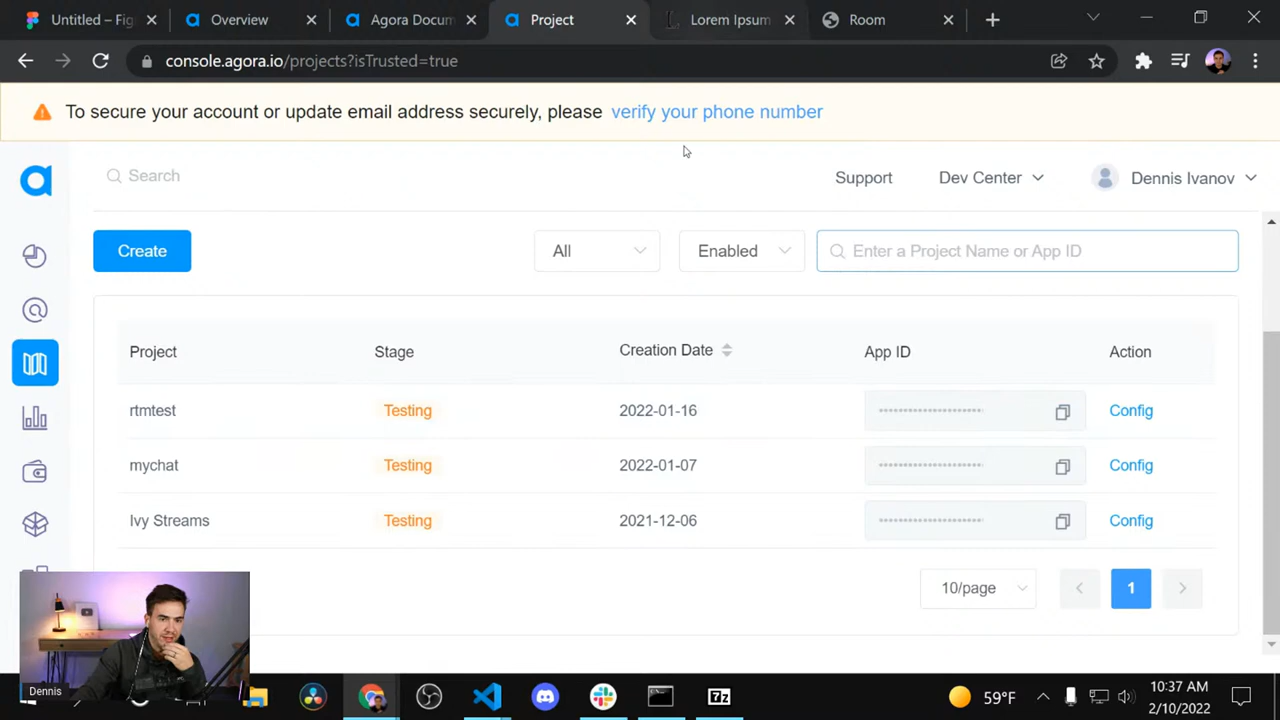 Untitled – Fig
Overview
Agora Docum
Project
Lorem Ipsum
Room
console.agora.io/projects?isTrusted=true
To secure your account or update email address securely, please verify your phone number
Search
Support
Dev Center
Dennis Ivanov
Create
All
Enabled
Enter a Project Name or App ID
Project Stage Creation Date App ID Action
rtmtest Testing 2022-01-16 ********************** Config
mychat Testing 2022-01-07 ********************** Config
Ivy Streams Testing 2021-12-06 ********************** Config
10/page
1
Dennis
7z
59°F
10:37 AM
2/10/2022